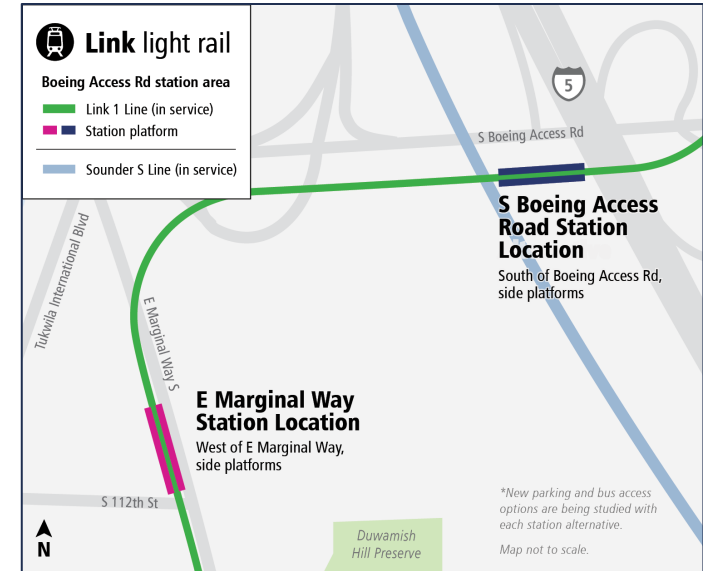 Link light rail
Boeing Access Rd station area
Link 1 Line (in service)
Station platform
Sounder S Line (in service)
5
S Boeing Access Rd
S Boeing Access
Road Station
Location
South of Boeing Access Rd,
side platforms
Tukwila International Blvd
E Marginal Way S
E Marginal Way
Station Location
West of E Marginal Way,
side platforms
S 112th St
N
Duwamish
Hill Preserve
*New parking and bus access
options are being studied with
each station alternative.
Map not to scale.